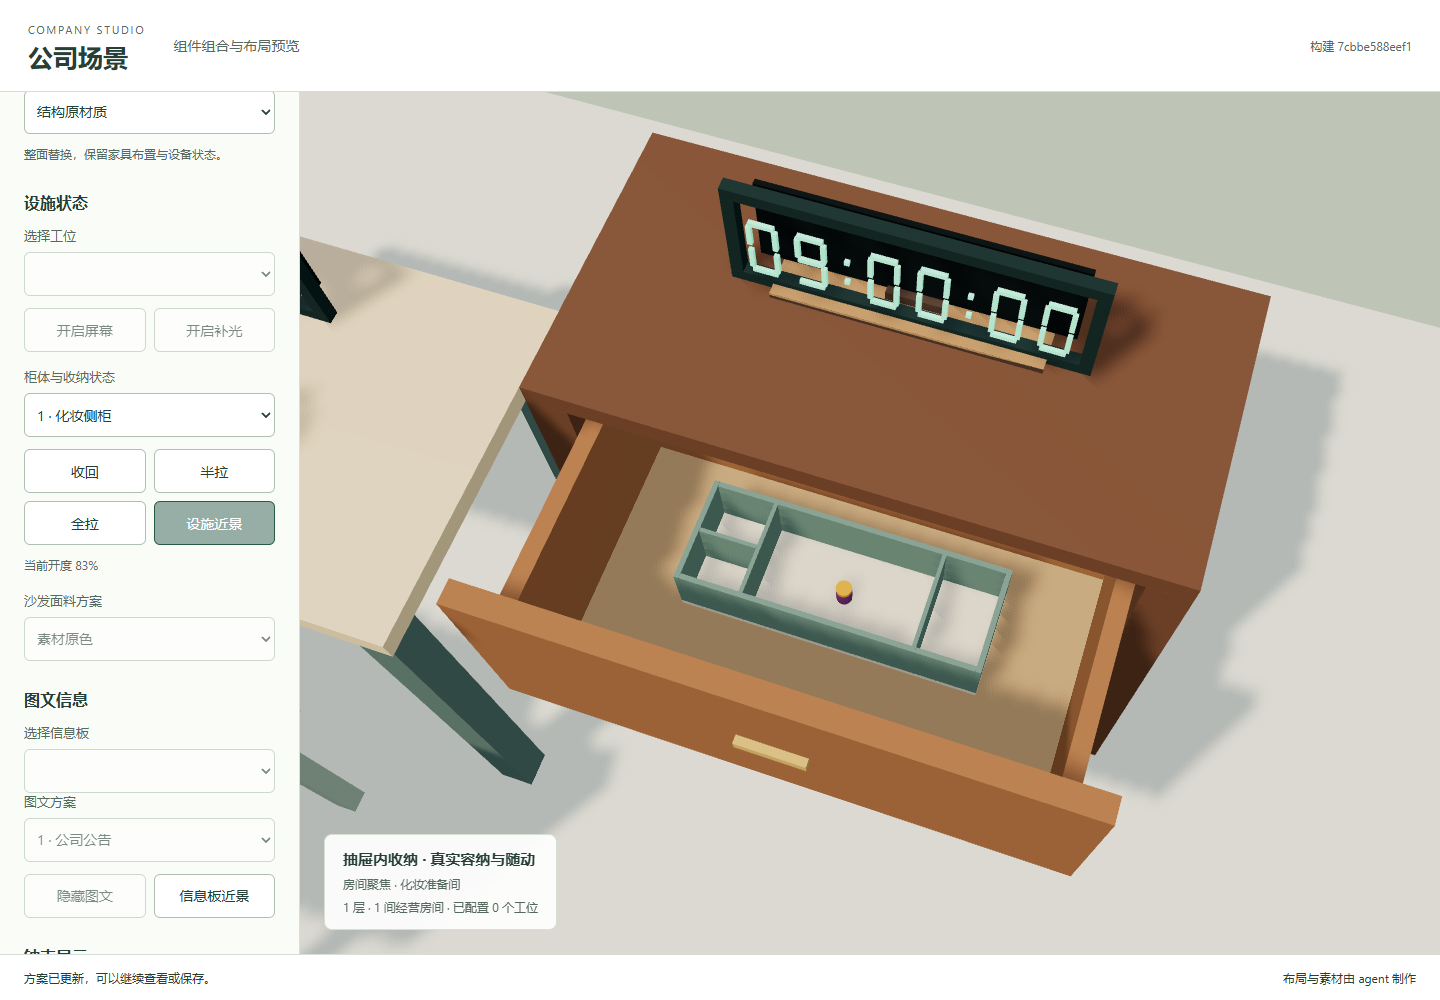 COMPANY STUDIO
公司场景
组件组合与布局预览
构建 7cbbe588eef1
结构原材质
整面替换，保留家具布置与设备状态。
设施状态
选择工位
开启屏幕
开启补光
柜体与收纳状态
1 · 化妆侧柜
收回
半拉
全拉
设施近景
当前开度 83%
沙发面料方案
素材原色
图文信息
选择信息板
图文方案
1 · 公司公告
隐藏图文
信息板近景
09:00:00
抽屉内收纳 · 真实容纳与随动
房间聚焦 · 化妆准备间
1 层 · 1 间经营房间 · 已配置 0 个工位
方案已更新，可以继续查看或保存。
布局与素材由 agent 制作